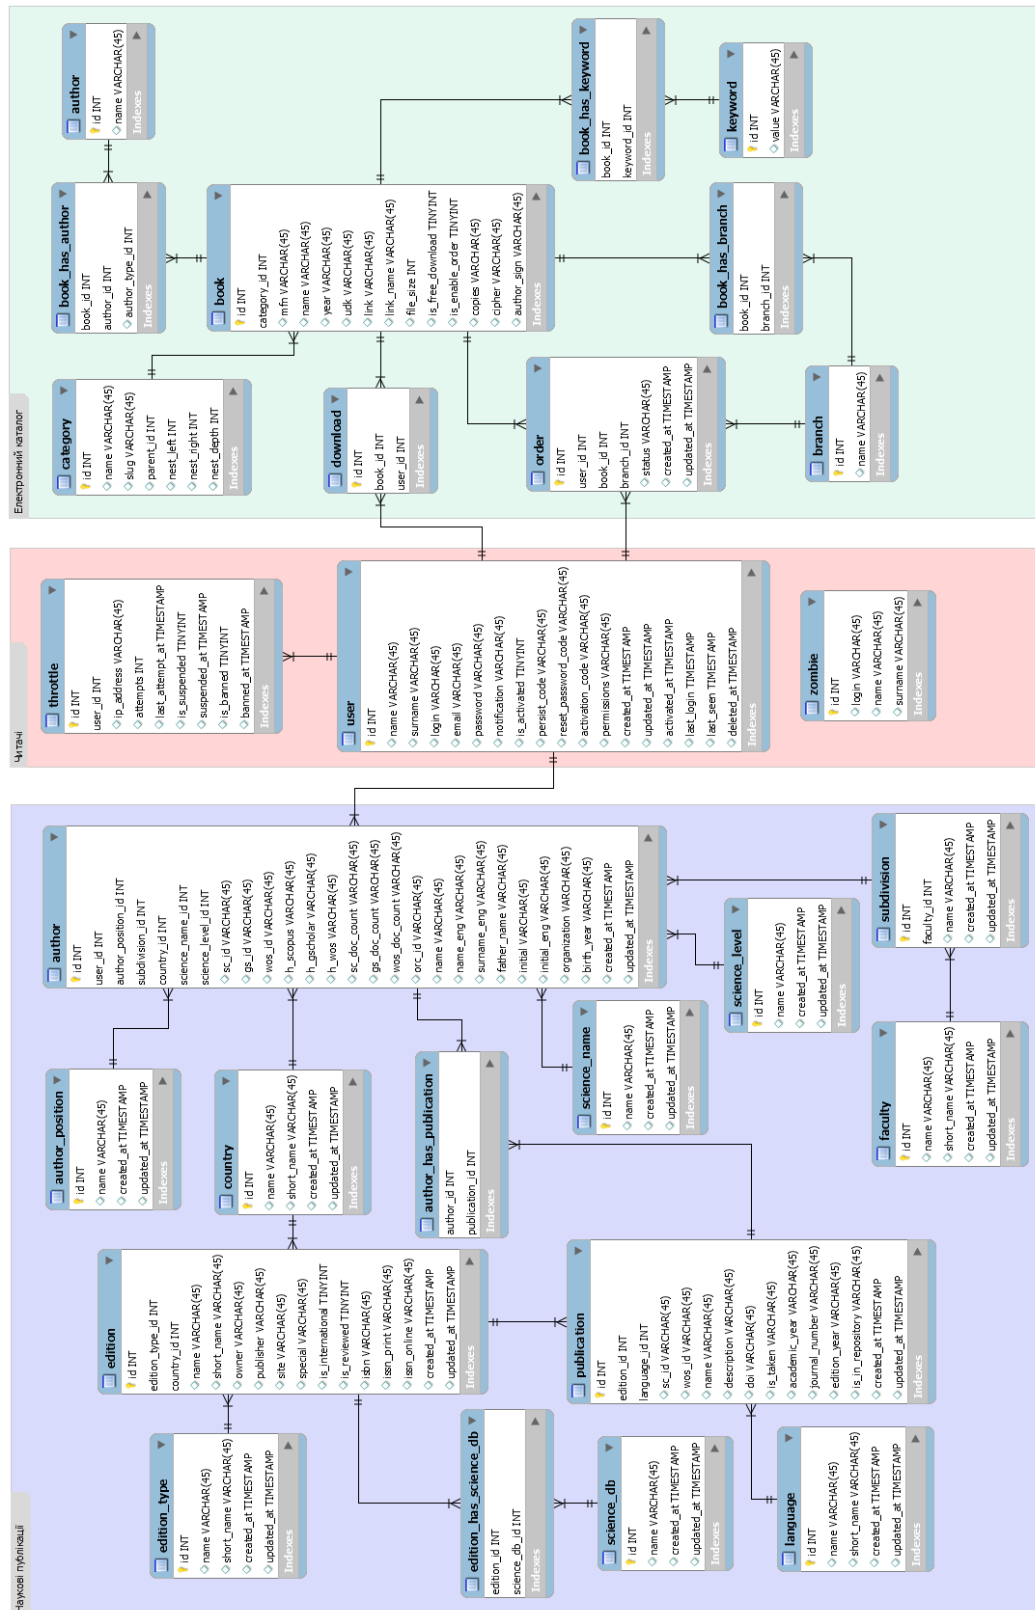 Наукові публікації
edition_type
id INT
name VARCHAR(45)
short_name VARCHAR(45)
created_at TIMESTAMP
updated_at TIMESTAMP
Indexes
edition
id INT
edition_type_id INT
country_id INT
name VARCHAR(45)
short_name VARCHAR(45)
owner VARCHAR(45)
publisher VARCHAR(45)
site VARCHAR(45)
special VARCHAR(45)
is_international TINYINT
is_reviewed TINYINT
isbn VARCHAR(45)
issn_print VARCHAR(45)
issn_online VARCHAR(45)
created_at TIMESTAMP
updated_at TIMESTAMP
Indexes
author_position
id INT
name VARCHAR(45)
created_at TIMESTAMP
updated_at TIMESTAMP
Indexes
country
id INT
name VARCHAR(45)
short_name VARCHAR(45)
created_at TIMESTAMP
updated_at TIMESTAMP
Indexes
author
id INT
user_id INT
author_position_id INT
subdivision_id INT
country_id INT
science_name_id INT
science_level_id INT
sc_id VARCHAR(45)
gs_id VARCHAR(45)
wos_id VARCHAR(45)
h_scopus VARCHAR(45)
h_gscholar VARCHAR(45)
h_wos VARCHAR(45)
sc_doc_count VARCHAR(45)
gs_doc_count VARCHAR(45)
wos_doc_count VARCHAR(45)
orc_id VARCHAR(45)
name VARCHAR(45)
name_eng VARCHAR(45)
surname_eng VARCHAR(45)
father_name VARCHAR(45)
initial VARCHAR(45)
initial_eng VARCHAR(45)
organization VARCHAR(45)
birth_year VARCHAR(45)
created_at TIMESTAMP
updated_at TIMESTAMP
Indexes
edition_has_science_db
edition_id INT
science_db_id INT
Indexes
author_has_publication
author_id INT
publication_id INT
Indexes
science_db
id INT
name VARCHAR(45)
created_at TIMESTAMP
updated_at TIMESTAMP
Indexes
publication
id INT
edition_id INT
language_id INT
sc_id VARCHAR(45)
wos_id VARCHAR(45)
name VARCHAR(45)
description VARCHAR(45)
doi VARCHAR(45)
is_taken VARCHAR(45)
academic_year VARCHAR(45)
journal_number VARCHAR(45)
edition_year VARCHAR(45)
is_in_repository VARCHAR(45)
created_at TIMESTAMP
updated_at TIMESTAMP
Indexes
science_name
id INT
name VARCHAR(45)
created_at TIMESTAMP
updated_at TIMESTAMP
Indexes
science_level
id INT
name VARCHAR(45)
created_at TIMESTAMP
updated_at TIMESTAMP
Indexes
language
id INT
name VARCHAR(45)
short_name VARCHAR(45)
created_at TIMESTAMP
updated_at TIMESTAMP
Indexes
faculty
id INT
name VARCHAR(45)
short_name VARCHAR(45)
created_at TIMESTAMP
updated_at TIMESTAMP
Indexes
subdivision
id INT
faculty_id INT
name VARCHAR(45)
created_at TIMESTAMP
updated_at TIMESTAMP
Indexes
Читачі
throttle
id INT
user_id INT
ip_address VARCHAR(45)
attempts INT
last_attempt_at TIMESTAMP
is_suspended TINYINT
suspended_at TIMESTAMP
is_banned TINYINT
banned_at TIMESTAMP
Indexes
user
id INT
name VARCHAR(45)
surname VARCHAR(45)
login VARCHAR(45)
email VARCHAR(45)
password VARCHAR(45)
notification VARCHAR(45)
is_activated TINYINT
persist_code VARCHAR(45)
reset_password_code VARCHAR(45)
activation_code VARCHAR(45)
permissions VARCHAR(45)
created_at TIMESTAMP
updated_at TIMESTAMP
activated_at TIMESTAMP
last_login TIMESTAMP
last_seen TIMESTAMP
deleted_at TIMESTAMP
Indexes
zombie
id INT
login VARCHAR(45)
name VARCHAR(45)
surname VARCHAR(45)
Indexes
Електронний каталог
category
id INT
name VARCHAR(45)
slug VARCHAR(45)
parent_id INT
nest_left INT
nest_right INT
nest_depth INT
Indexes
book_has_author
book_id INT
author_id INT
author_type_id INT
Indexes
author
id INT
name VARCHAR(45)
Indexes
download
id INT
book_id INT
user_id INT
Indexes
book
id INT
category_id INT
mfn VARCHAR(45)
name VARCHAR(45)
year VARCHAR(45)
udk VARCHAR(45)
link VARCHAR(45)
link_name VARCHAR(45)
file_size INT
is_free_download TINYINT
is_enable_order TINYINT
copies VARCHAR(45)
cipher VARCHAR(45)
author_sign VARCHAR(45)
Indexes
order
id INT
user_id INT
book_id INT
branch_id INT
status VARCHAR(45)
created_at TIMESTAMP
updated_at TIMESTAMP
Indexes
book_has_keyword
book_id INT
keyword_id INT
Indexes
keyword
id INT
value VARCHAR(45)
Indexes
book_has_branch
book_id INT
branch_id INT
Indexes
branch
id INT
name VARCHAR(45)
Indexes